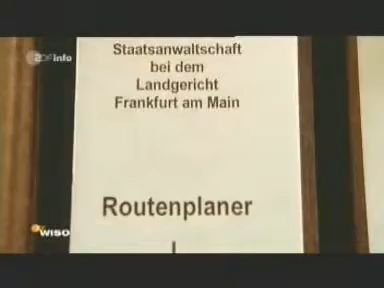 ZDFinfo
Staatsanwaltschaft
bei dem
Landgericht
Frankfurt am Main
Routenplaner
WISO